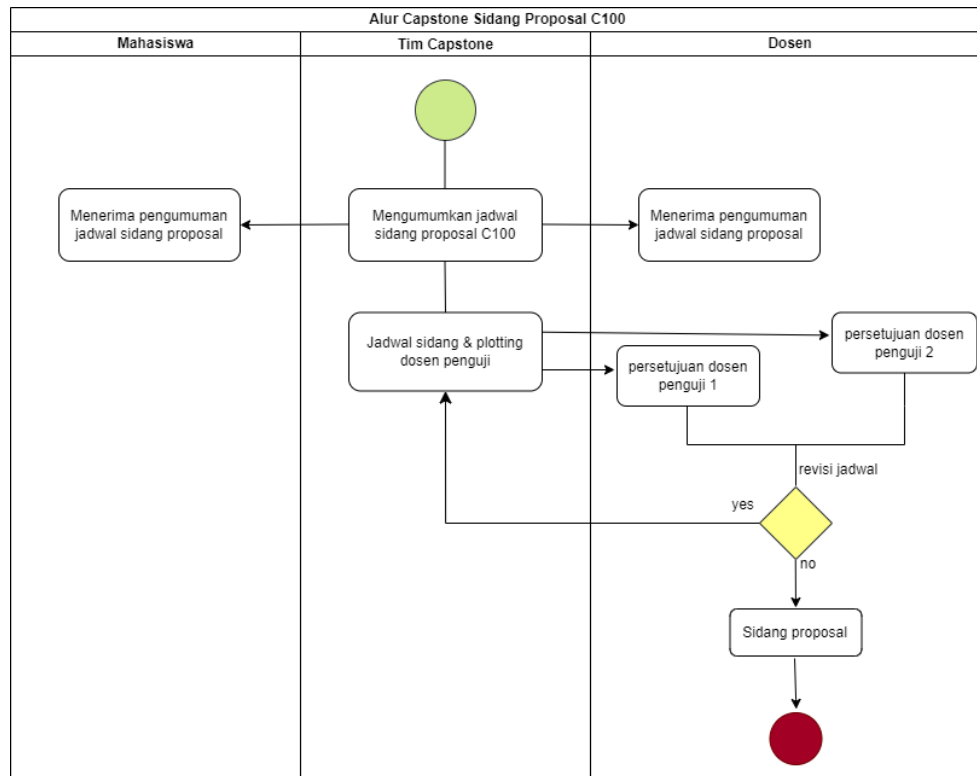 Alur Capstone Sidang Proposal C100
Mahasiswa
Tim Capstone
Dosen
Menerima pengumuman
jadwal sidang proposal
Mengumumkan jadwal
sidang proposal C100
Menerima pengumuman
jadwal sidang proposal
Jadwal sidang & plotting
dosen penguji
persetujuan dosen
penguji 2
persetujuan dosen
penguji 1
revisi jadwal
yes
no
Sidang proposal